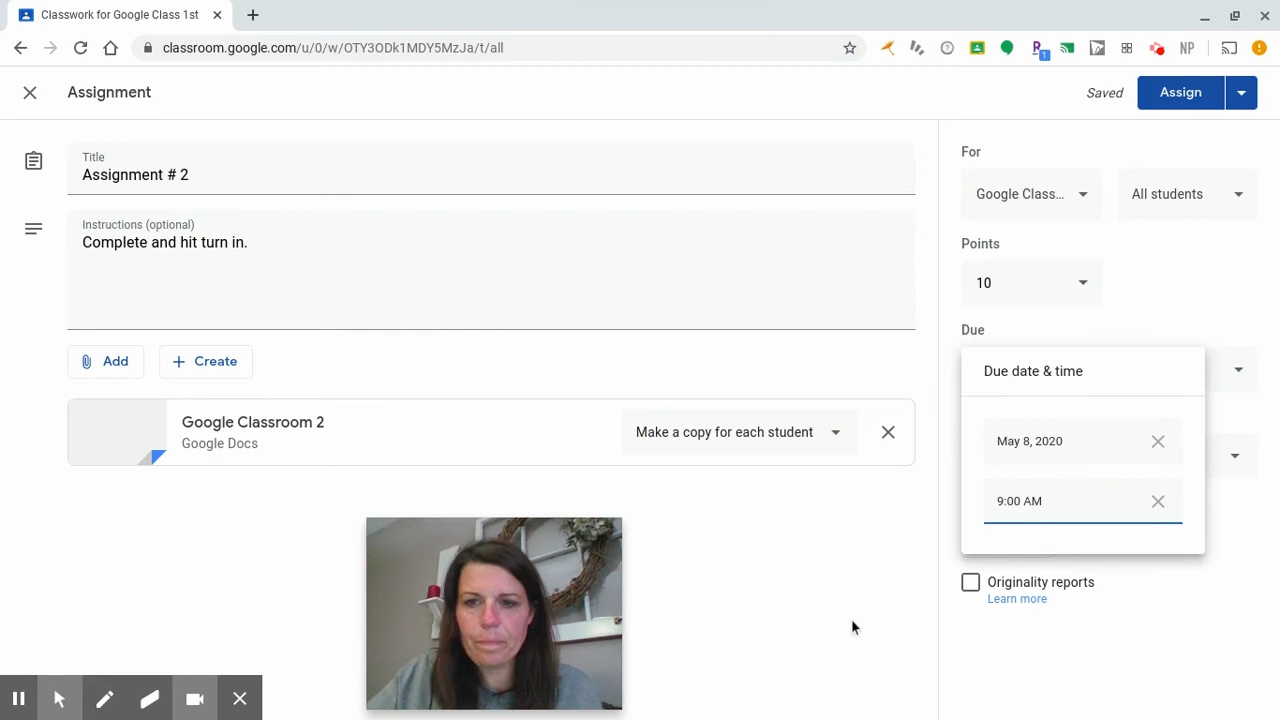 Classwork for Google Class 1st
classroom.google.com/u/0/w/OTY3ODk1MDY5MzJa/t/all
R
1
NP
Assignment
Saved
Assign
Title
Assignment # 2
Instructions (optional)
Complete and hit turn in.
Add
Create
Google Classroom 2
Google Docs
Make a copy for each student
For
Google Class...
All students
Points
10
Due
Due date & time
May 8, 2020
9:00 AM
Originality reports
Learn more